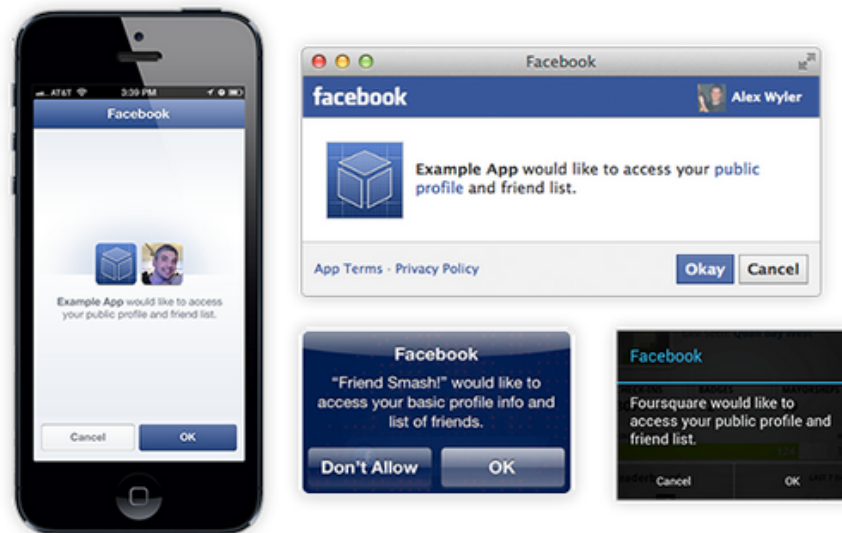 AT&T
3:39 PM
Facebook
Example App would like to access
your public profile and friend list.
Cancel
OK
Facebook
facebook
Alex Wyler
Example App would like to access your public
profile and friend list.
App Terms · Privacy Policy
Okay
Cancel
Facebook
“Friend Smash!” would like to
access your basic profile info and
list of friends.
Don't Allow
OK
Facebook
Foursquare would like to
access your public profile and
friend list.
Cancel
OK